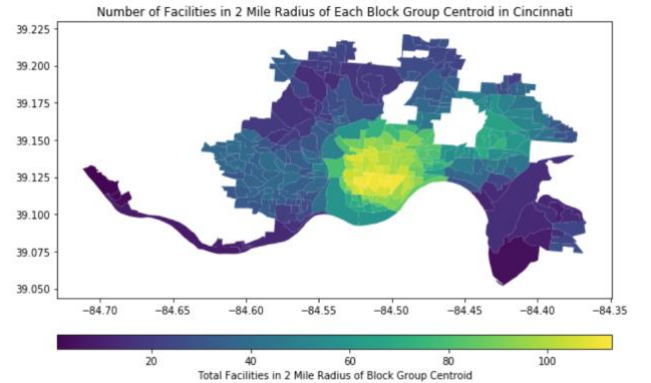 Number of Facilities in 2 Mile Radius of Each Block Group Centroid in Cincinnati
39.225
39.200
39.175
39.150
39.125
39.100
39.075
39.050
−84.70 −84.65 −84.60 −84.55 −84.50 −84.45 −84.40 −84.35
20 40 60 80 100
Total Facilities in 2 Mile Radius of Block Group Centroid